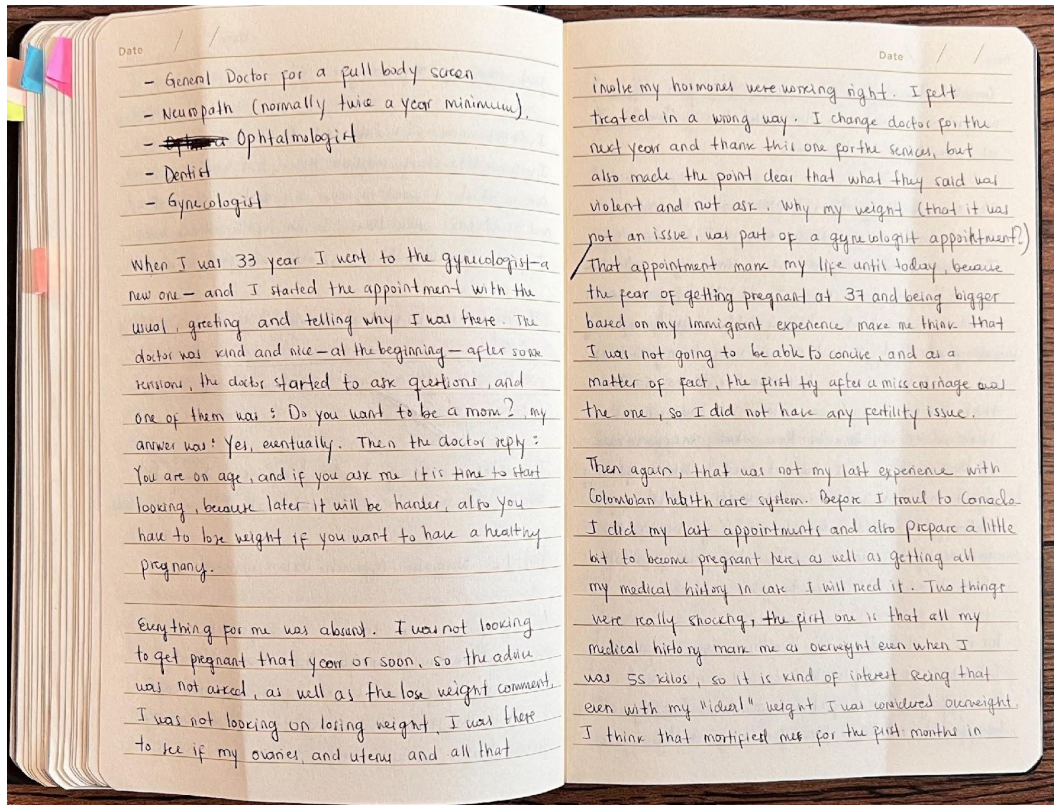 Date / /
- General Doctor for a full body screen
- Neuropath (normally twice a year minimum).
- Ophtalmologist
- Dentist
- Gynecologist
When I was 33 year I went to the gynecologist-a
new one- and I started the appointment with the
usual, greeting and telling why I was there. The
doctor was kind and nice-at the beginning- after some
the doctor started to ask questions, and
one of them was: Do you want to be a mom?, my
answer was: Yes, eventually. Then the doctor reply:
You are on age, and if you ask me it is time to start
looking, because later it will be harder, also you
have to lose weight if you want to have a healthy
pregnany.
Everything for me was absurd. I was not looking
to get pregnant that year or soon, so the advice
was not asked, as well as the lose weight comment,
I was not looking on losing weight. I was there
to see if my ovaries, and uterus and all that
Date / /
involve my hormones were working right. I felt
treated in a wrong way. I change doctor for the
next year and thank this one for the services, but
also made the point clear that what they said was
violent and not ask. Why my weight (that it was
not an issue, was part of a gynecologist appointment?)
That appointment mark my life until today, because
the fear of getting pregnant at 37 and being bigger
based on my Immigrant experience make me think that
I was not going to be able to concive, and as a
matter of fact, the first try after a misscarriage was
the one, so I did not have any fertility issue.
Then again, that was not my last experience with
Colombian health care system. Before I travel to Canada
I did my last appointments and also prepare a little
bit to become pregnant here, as well as getting all
my medical history in case I will need it. Two things
were really shocking, the first one is that all my
medical history mark me as overweight even when I
was 55 kilos, so it is kind of interest seeing that
even with my "ideal" weight I was considered overweight.
I think that mortified me for the first months in